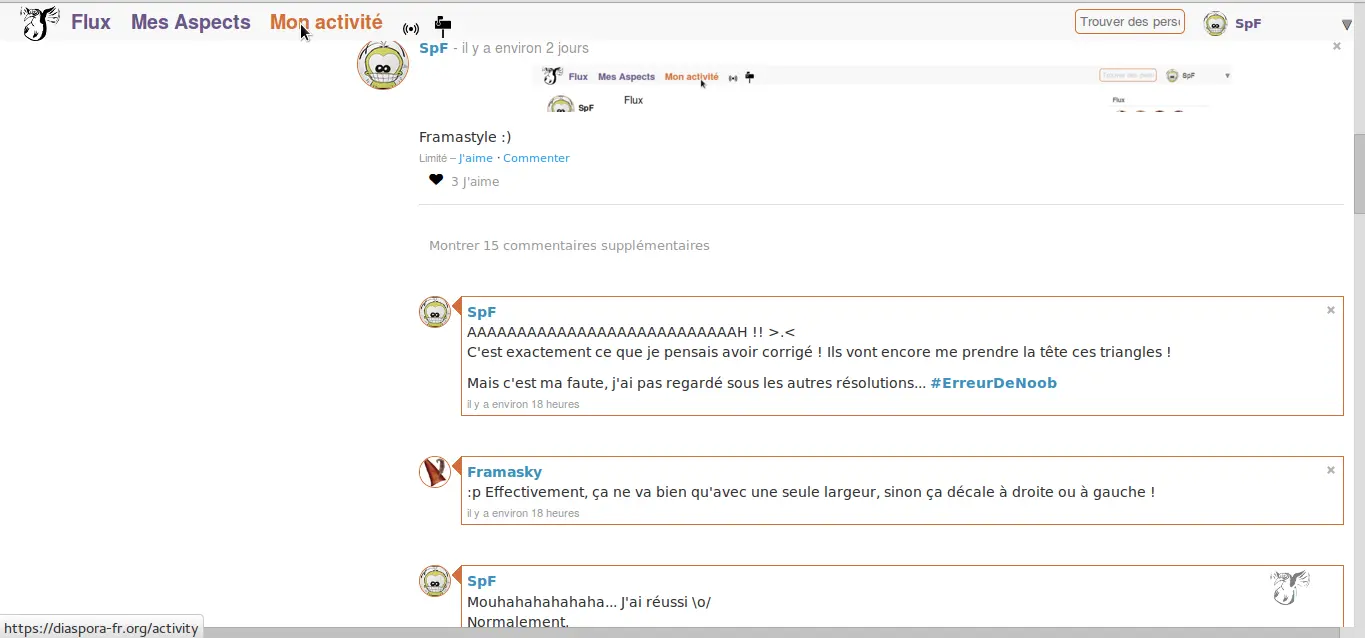 Flux Mes Aspects Mon activité Trouver des pers SpF
SpF - il y a environ 2 jours
Flux Mes Aspects Mon activité SpF
SpF Flux Flux
Framastyle :)
Limité – J'aime · Commenter
3 J'aime
Montrer 15 commentaires supplémentaires
SpF
AAAAAAAAAAAAAAAAAAAAAAAAAAAH !! >.<
C'est exactement ce que je pensais avoir corrigé ! Ils vont encore me prendre la tête ces triangles !
Mais c'est ma faute, j'ai pas regardé sous les autres résolutions... #ErreurDeNoob
il y a environ 18 heures
Framasky
:p Effectivement, ça ne va bien qu'avec une seule largeur, sinon ça décale à droite ou à gauche !
il y a environ 18 heures
SpF
Mouhahahahahaha... J'ai réussi \o/
Normalement.
https://diaspora-fr.org/activity